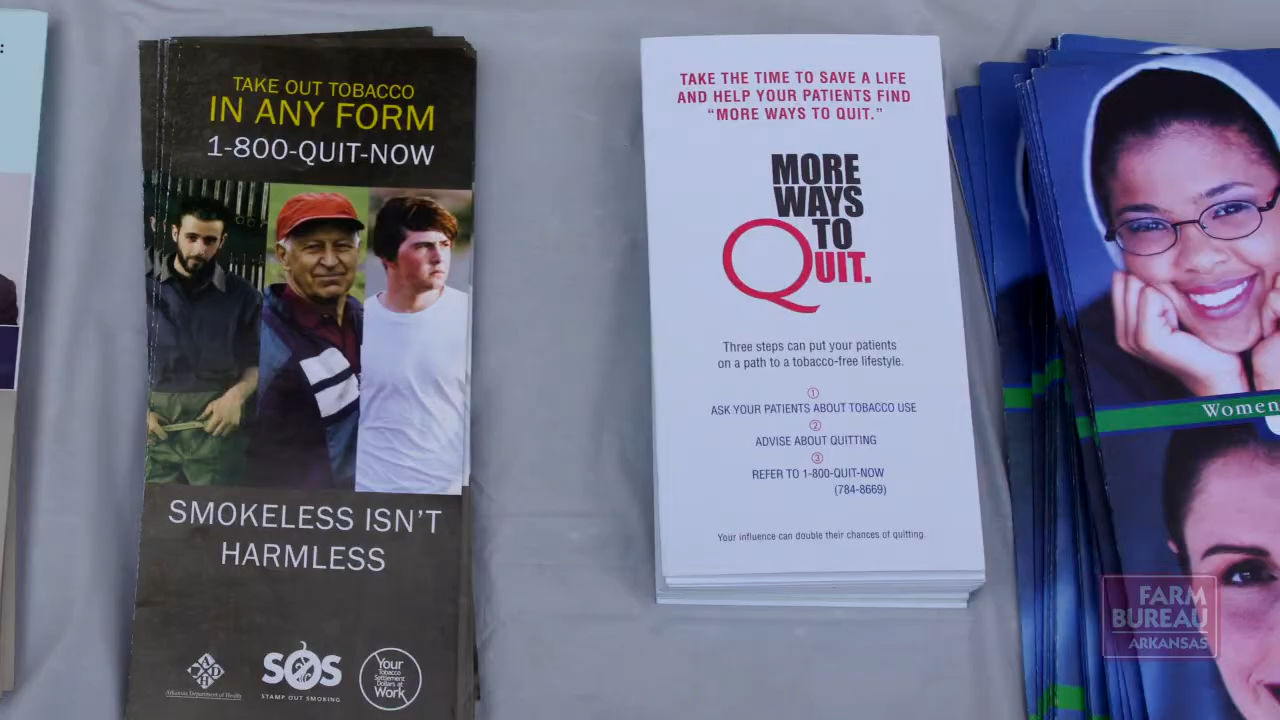 :
TAKE OUT TOBACCO
IN ANY FORM
1-800-QUIT-NOW
SMOKELESS ISN'T
HARMLESS
ADH
Arkansas Department of Health
SOS
STAMP OUT SMOKING
Your
Tobacco
Settlement
Dollars at
Work
TAKE THE TIME TO SAVE A LIFE
AND HELP YOUR PATIENTS FIND
“MORE WAYS TO QUIT.”
MORE
WAYS
TO
QUIT.
Three steps can put your patients
on a path to a tobacco-free lifestyle.
①
ASK YOUR PATIENTS ABOUT TOBACCO USE
②
ADVISE ABOUT QUITTING
③
REFER TO 1-800-QUIT-NOW
(784-8669)
Your influence can double their chances of quitting.
Women
FARM
BUREAU
ARKANSAS